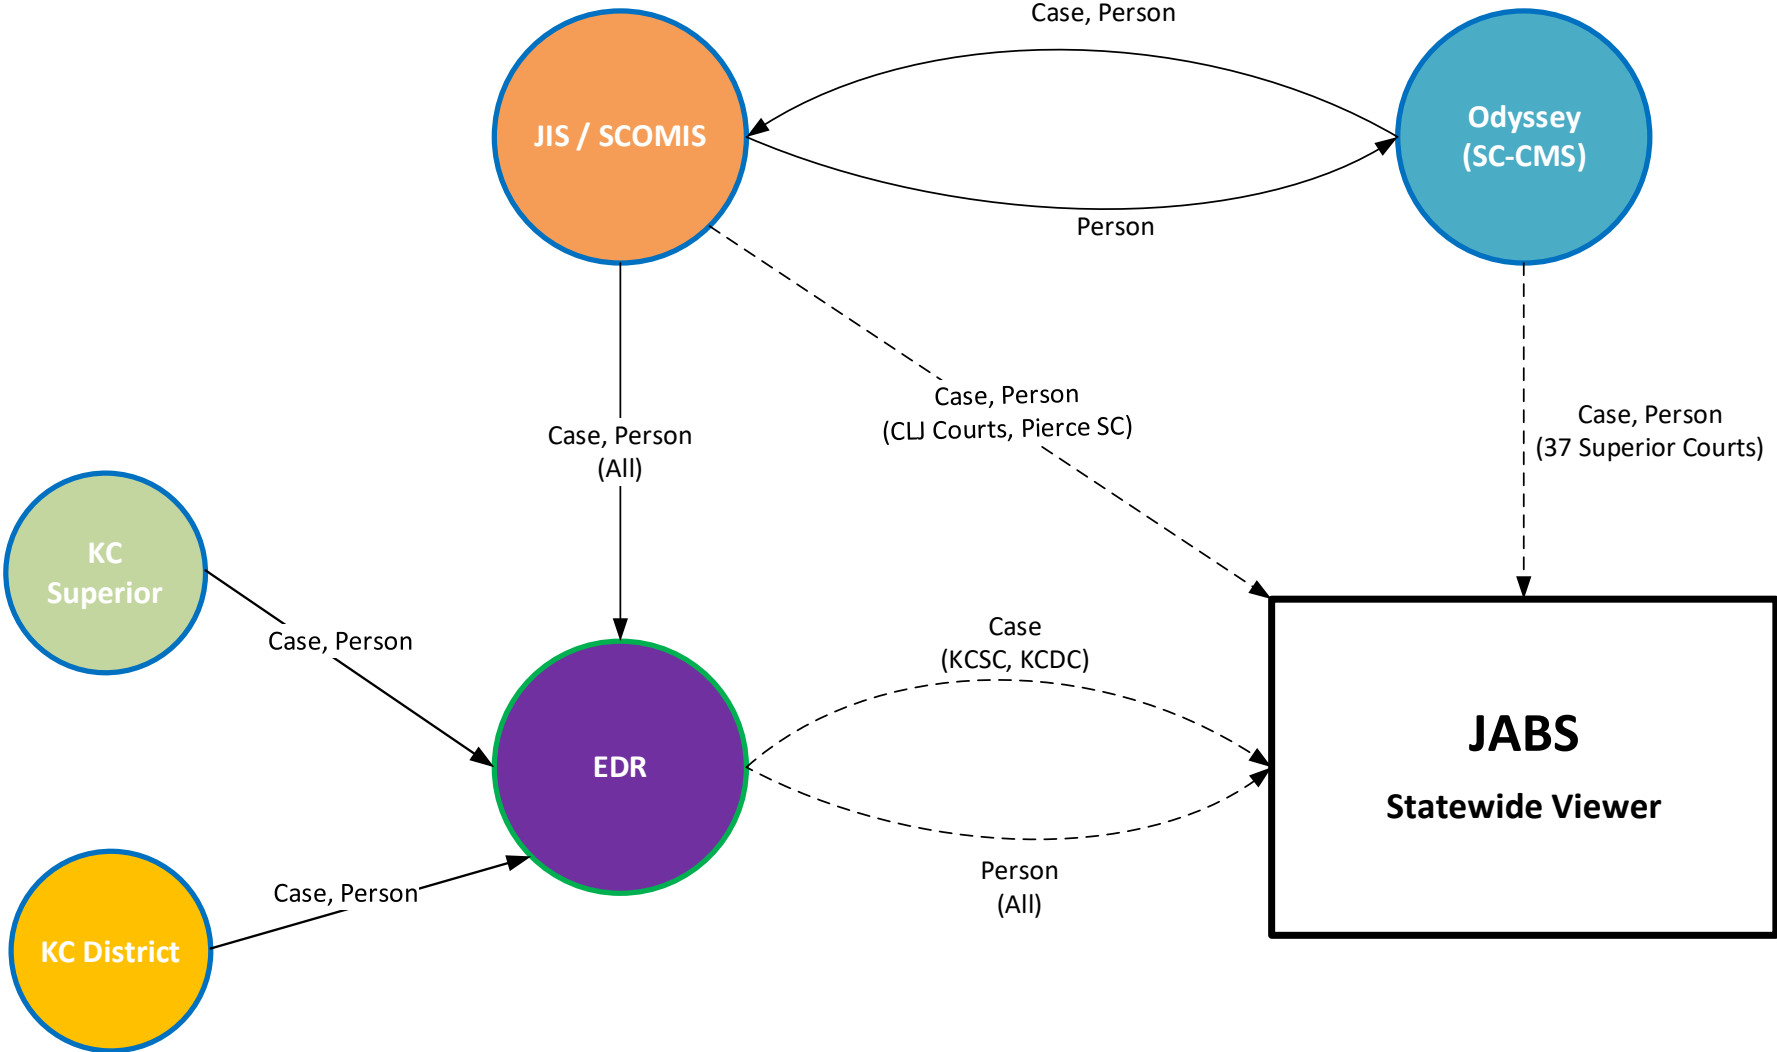 Case, Person
JIS / SCOMIS
Odyssey
(SC-CMS)
Person
Case, Person
(CLJ Courts, Pierce SC)
Case, Person
(37 Superior Courts)
Case, Person
(All)
KC
Superior
Case, Person
Case
(KCSC, KCDC)
EDR
JABS
Statewide Viewer
Case, Person
Person
(All)
KC District